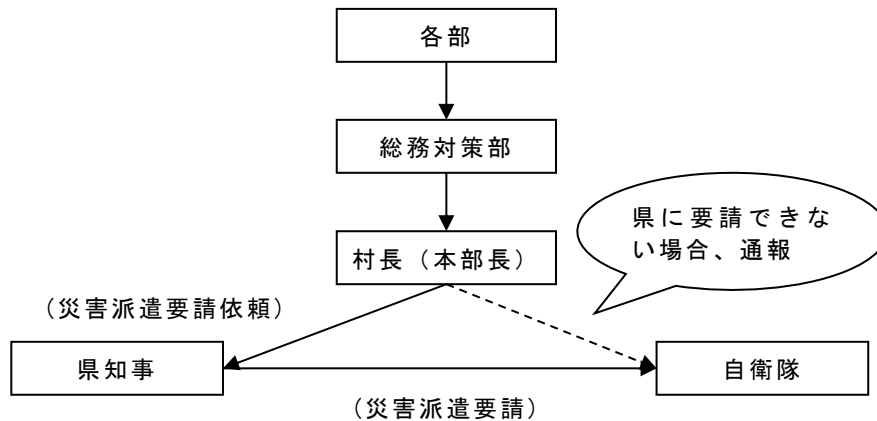 各部
総務対策部
県に要請できな
い場合、通報
村長（本部長）
（災害派遣要請依頼）
県知事
自衛隊
（災害派遣要請）